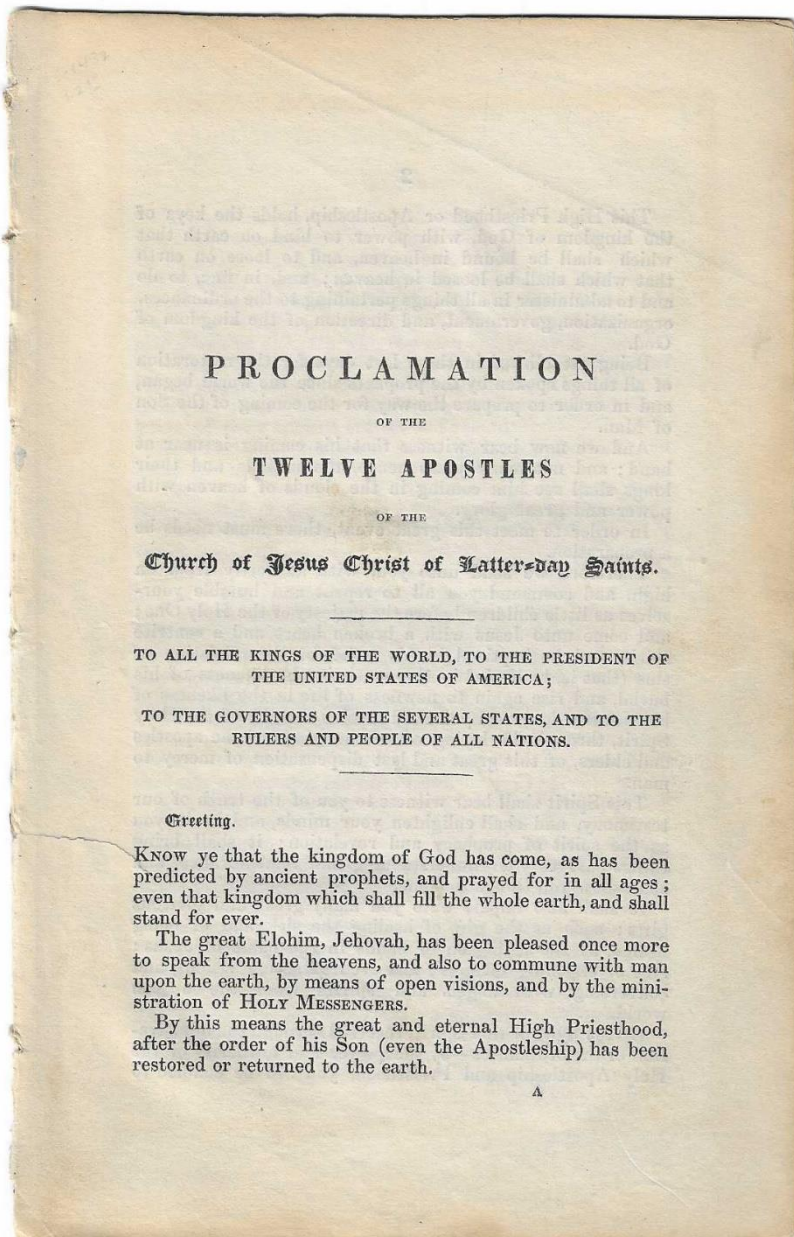 PROCLAMATION
OF THE
TWELVE APOSTLES
OF THE
Church of Jesus Christ of Latter-day Saints.
TO ALL THE KINGS OF THE WORLD, TO THE PRESIDENT OF
THE UNITED STATES OF AMERICA;
TO THE GOVERNORS OF THE SEVERAL STATES, AND TO THE
RULERS AND PEOPLE OF ALL NATIONS.
Greeting.
KNOW ye that the kingdom of God has come, as has been
predicted by ancient prophets, and prayed for in all ages;
even that kingdom which shall fill the whole earth, and shall
stand for ever.
The great Elohim, Jehovah, has been pleased once more
to speak from the heavens, and also to commune with man
upon the earth, by means of open visions, and by the mini-
stration of HOLY MESSENGERS.
By this means the great and eternal High Priesthood,
after the order of his Son (even the Apostleship) has been
restored or returned to the earth.
A